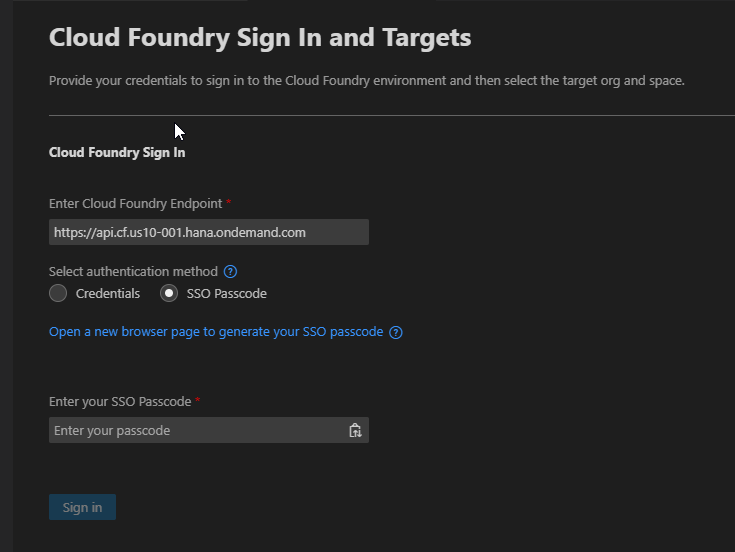 Cloud Foundry Sign In and Targets
Provide your credentials to sign in to the Cloud Foundry environment and then select the target org and space.
Cloud Foundry Sign In
Enter Cloud Foundry Endpoint *
https://api.cf.us10-001.hana.ondemand.com
Select authentication method ?
Credentials SSO Passcode
Open a new browser page to generate your SSO passcode ?
Enter your SSO Passcode *
Enter your passcode
Sign in